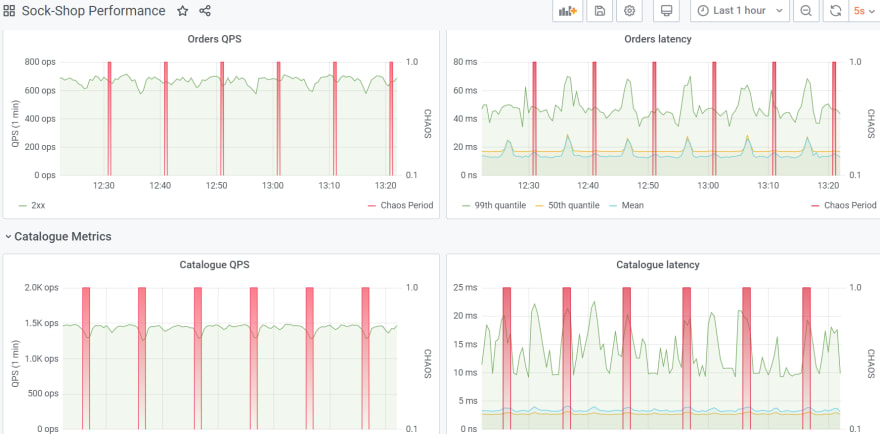 Sock-Shop Performance
Last 1 hour
5s
Orders QPS
800 ops
600 ops
400 ops
200 ops
0 ops
QPS (1 min)
1.0
0.1
CHAOS
12:30 12:40 12:50 13:00 13:10 13:20
2xx
Chaos Period
Orders latency
80 ms
60 ms
40 ms
20 ms
0 ms
1.0
0.1
CHAOS
12:30 12:40 12:50 13:00 13:10 13:20
99th quantile 50th quantile Mean Chaos Period
Catalogue Metrics
Catalogue QPS
2.0K ops
1.5K ops
1.0K ops
500 ops
0 ops
QPS (1 min)
1.0
0.1
CHAOS
Catalogue latency
25 ms
20 ms
15 ms
10 ms
5 ms
0 ns
1.0
0.1
CHAOS